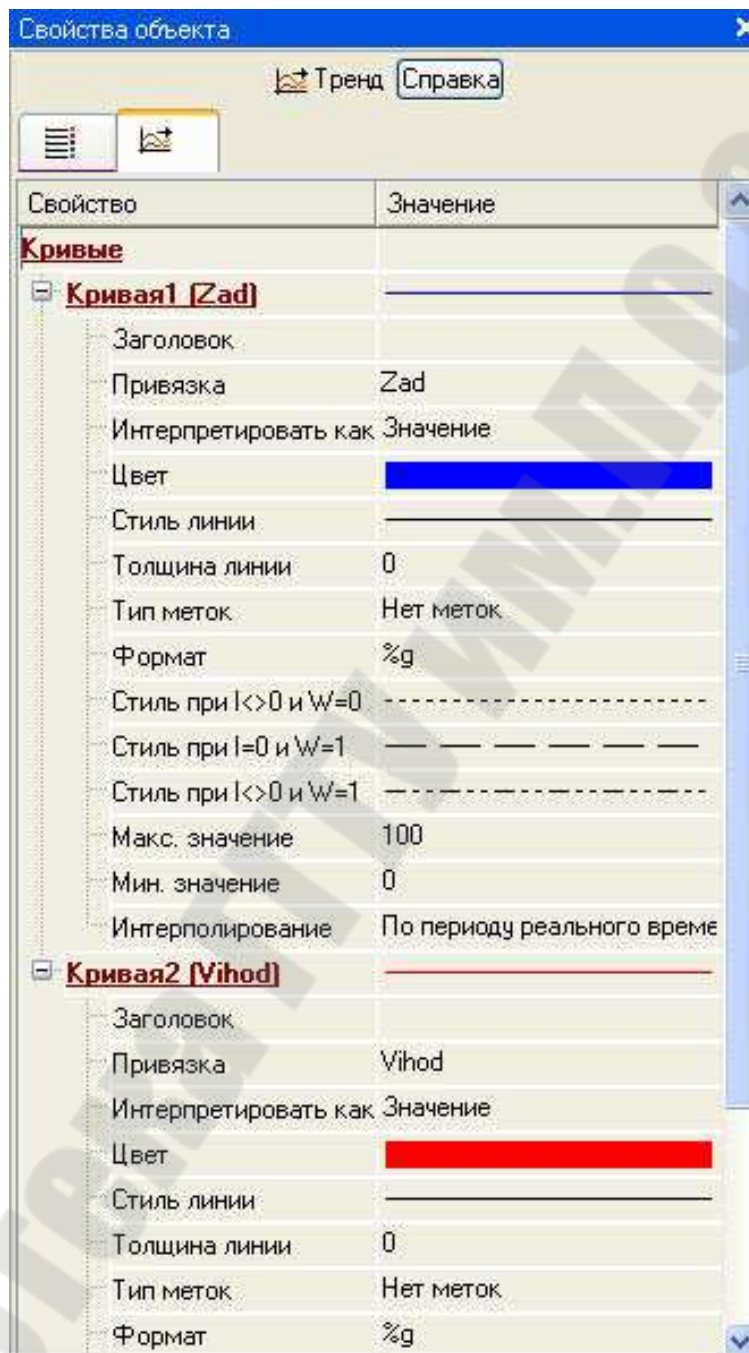 Свойства объекта
Тренд Справка
Свойство Значение
Кривые
Кривая1 (Zad)
Заголовок
Привязка Zad
Интерпретировать как Значение
Цвет
Стиль линии
Толщина линии 0
Тип меток Нет меток
Формат %g
Стиль при I<>0 и W=0
Стиль при I=0 и W=1
Стиль при I<>0 и W=1
Макс. значение 100
Мин. значение 0
Интерполирование По периоду реального време
Кривая2 (Vihod)
Заголовок
Привязка Vihod
Интерпретировать как Значение
Цвет
Стиль линии
Толщина линии 0
Тип меток Нет меток
Формат %g